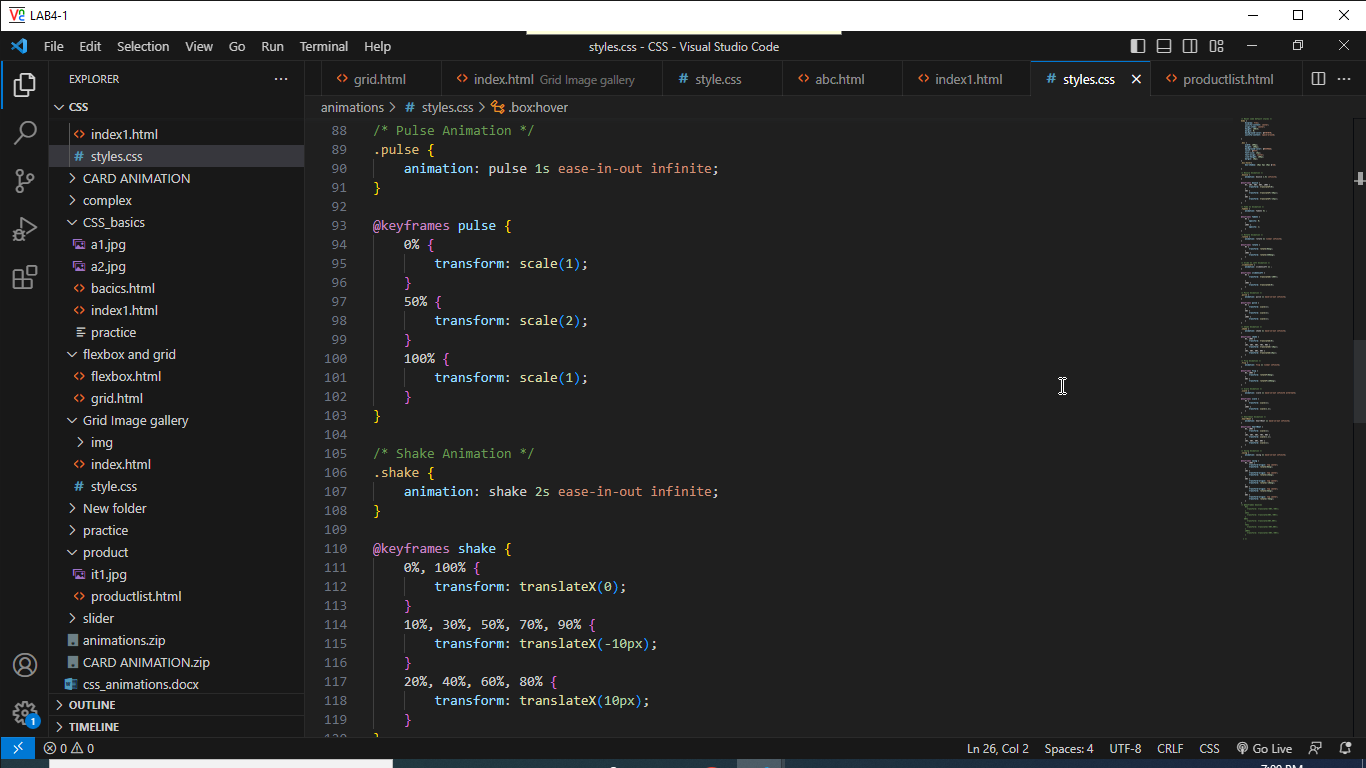 LAB4-1
File Edit Selection View Go Run Terminal Help
styles.css - CSS - Visual Studio Code
EXPLORER
grid.html
index.html Grid Image gallery
style.css
abc.html
index1.html
styles.css
productlist.html
CSS
animations > styles.css > .box:hover
index1.html
styles.css
CARD ANIMATION
complex
CSS_basics
a1.jpg
a2.jpg
bacics.html
index1.html
practice
flexbox and grid
flexbox.html
grid.html
Grid Image gallery
img
index.html
style.css
New folder
practice
product
it1.jpg
productlist.html
slider
animations.zip
CARD ANIMATION.zip
css_animations.docx
OUTLINE
TIMELINE
88 /* Pulse Animation */
89 .pulse {
90 animation: pulse 1s ease-in-out infinite;
91 }
92
93 @keyframes pulse {
94 0% {
95 transform: scale(1);
96 }
97 50% {
98 transform: scale(2);
99 }
100 100% {
101 transform: scale(1);
102 }
103 }
104
105 /* Shake Animation */
106 .shake {
107 animation: shake 2s ease-in-out infinite;
108 }
109
110 @keyframes shake {
111 0%, 100% {
112 transform: translateX(0);
113 }
114 10%, 30%, 50%, 70%, 90% {
115 transform: translateX(-10px);
116 }
117 20%, 40%, 60%, 80% {
118 transform: translateX(10px);
119 }
1
0 0
Ln 26, Col 2 Spaces: 4 UTF-8 CRLF CSS Go Live